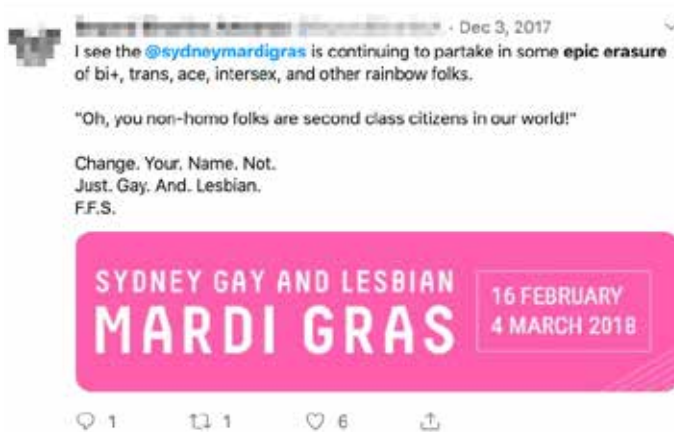 · Dec 3, 2017
I see the @sydneymardigras is continuing to partake in some epic erasure
of bi+, trans, ace, intersex, and other rainbow folks.
"Oh, you non-homo folks are second class citizens in our world!"
Change. Your. Name. Not.
Just. Gay. And. Lesbian.
F.F.S.
SYDNEY GAY AND LESBIAN
MARDI GRAS
16 FEBRUARY
4 MARCH 2018
1 1 6